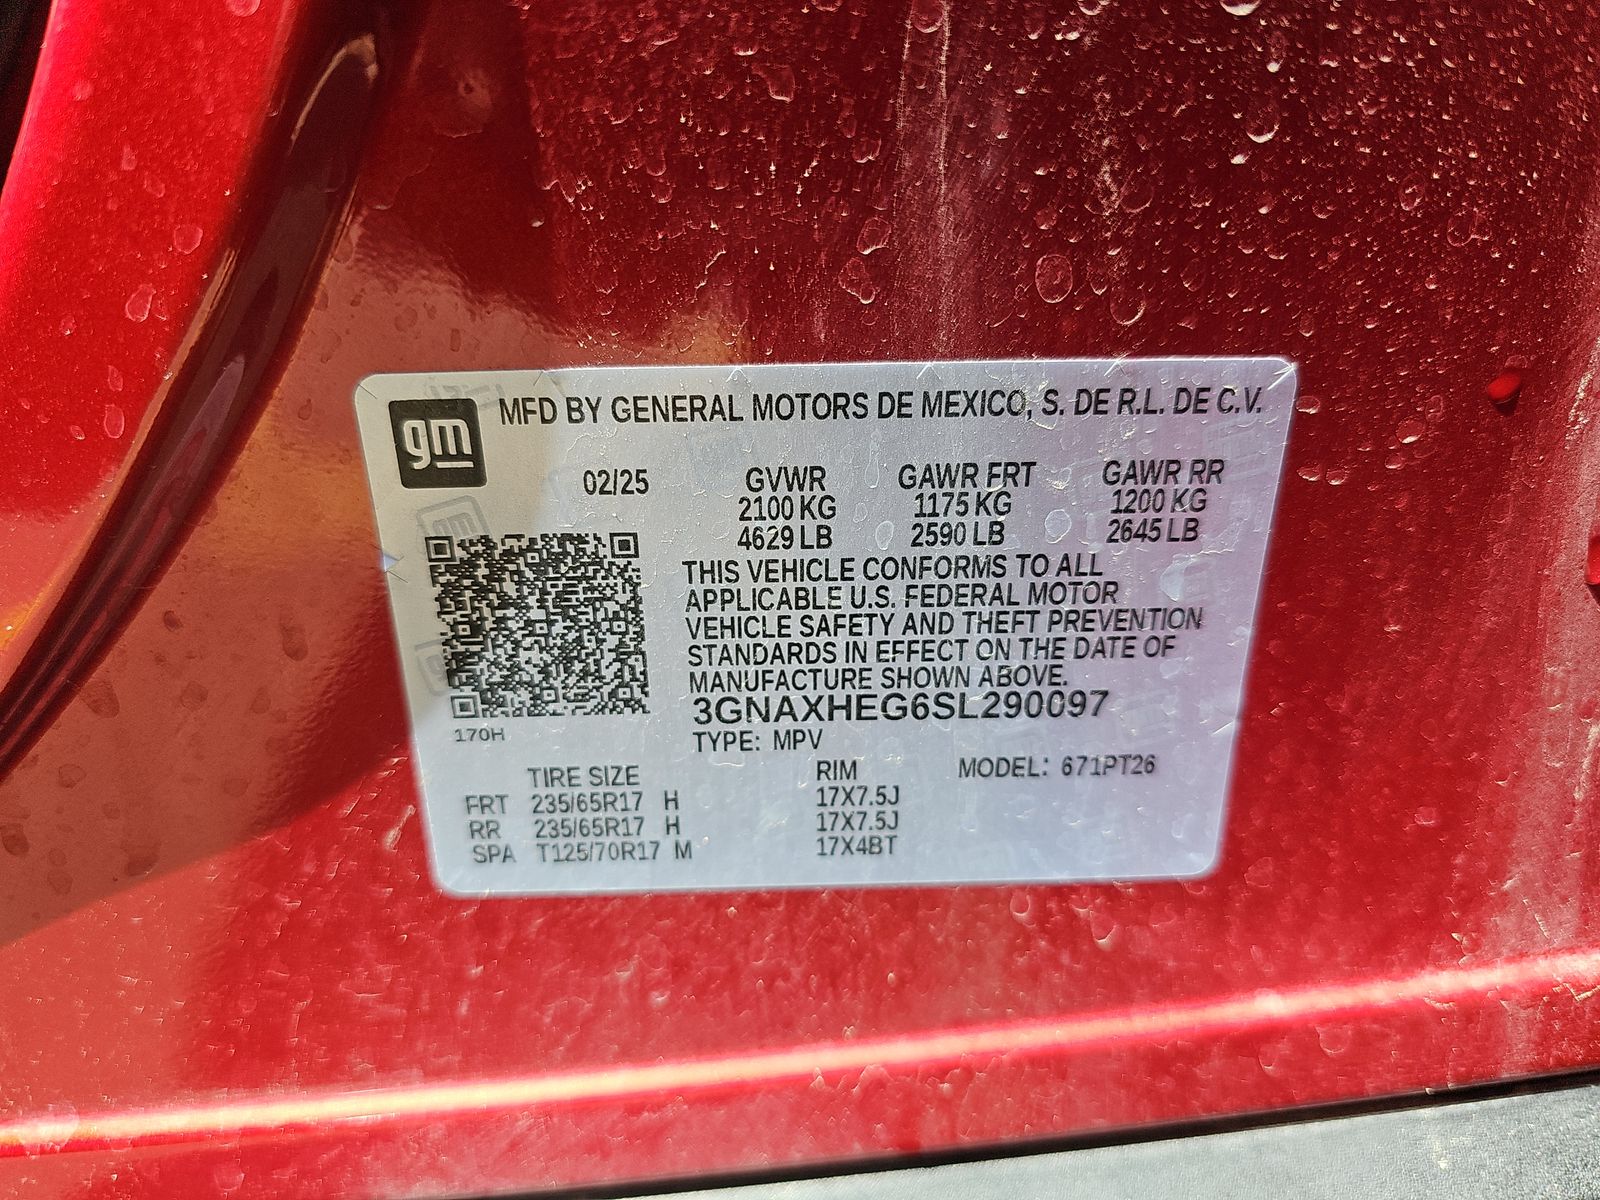 gm
MFD BY GENERAL MOTORS DE MEXICO, S. DE R.L. DE C.V.
02/25 GVWR GAWR FRT GAWR RR
2100 KG 1175 KG 1200 KG
4629 LB 2590 LB 2645 LB
THIS VEHICLE CONFORMS TO ALL
APPLICABLE U.S. FEDERAL MOTOR
VEHICLE SAFETY AND THEFT PREVENTION
STANDARDS IN EFFECT ON THE DATE OF
MANUFACTURE SHOWN ABOVE.
3GNAXHEG6SL290097
170H
TYPE: MPV
TIRE SIZE RIM MODEL: 671PT26
FRT 235/65R17 H 17X7.5J
RR 235/65R17 H 17X7.5J
SPA T125/70R17 M 17X4BT